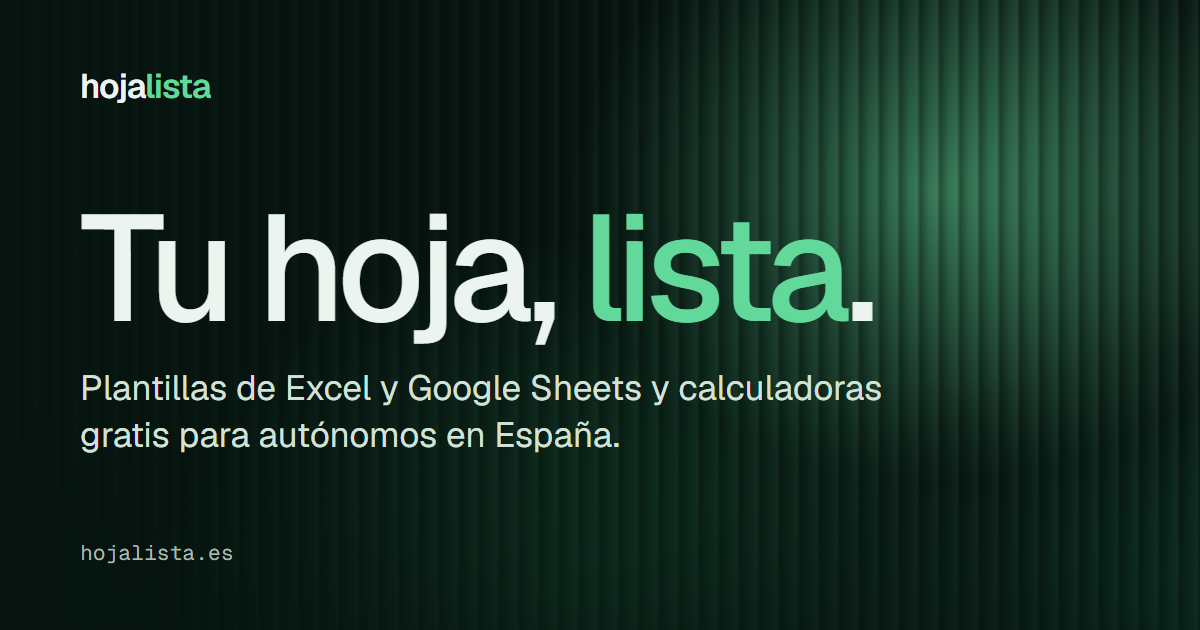 hojalista
Tu hoja, lista.
Plantillas de Excel y Google Sheets y calculadoras
gratis para autónomos en España.
hojalista.es